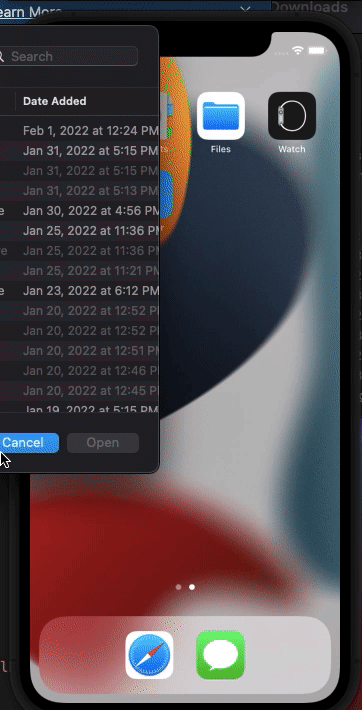 earn More
Downloads
Search
Date Added
Feb 1, 2022 at 12:24 PM
Jan 31, 2022 at 5:15 PM
Jan 31, 2022 at 5:15 PM
Jan 31, 2022 at 5:13 PM
Jan 30, 2022 at 4:56 PM
Jan 25, 2022 at 11:36 PM
Jan 25, 2022 at 11:36 PM
Jan 25, 2022 at 11:21 PM
Jan 23, 2022 at 6:12 PM
Jan 20, 2022 at 12:52 PM
Jan 20, 2022 at 12:52 PM
Jan 20, 2022 at 12:51 PM
Jan 20, 2022 at 12:46 PM
Jan 20, 2022 at 12:45 PM
Jan 19, 2022 at 5:15 PM
Cancel
Open
Files
Watch